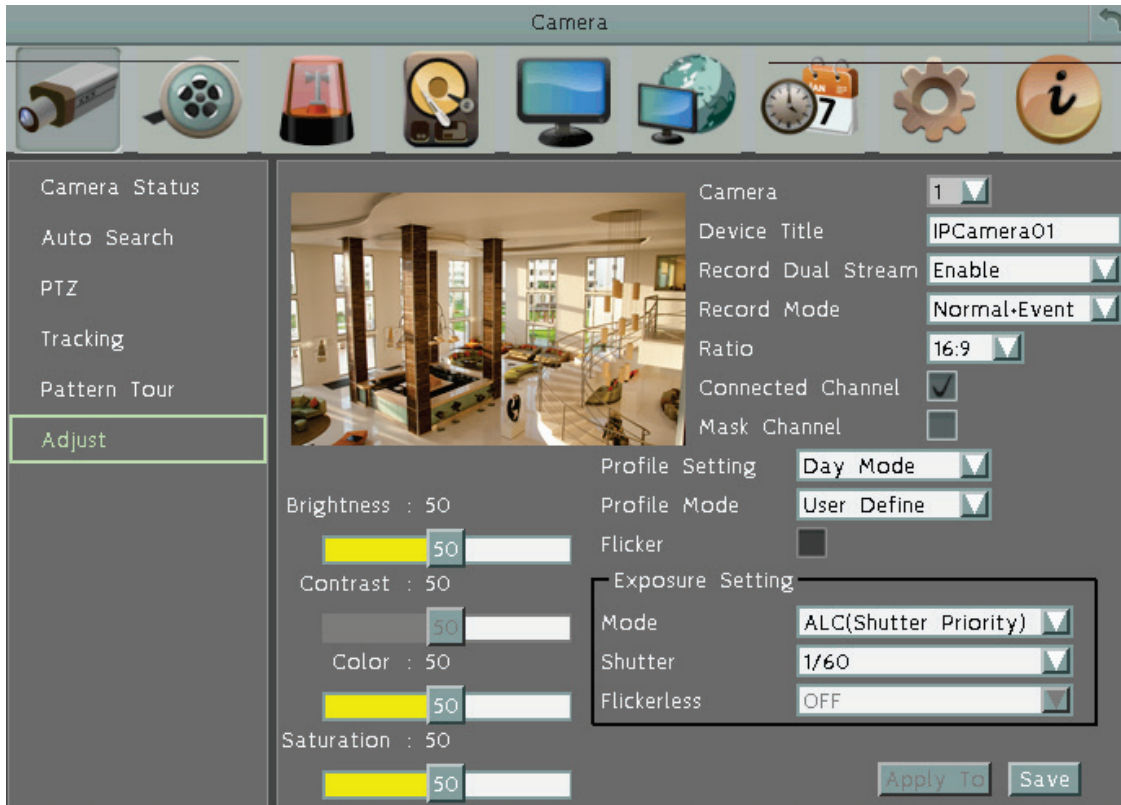 Camera
JAN
7
i
Camera Status
Auto Search
PTZ
Tracking
Pattern Tour
Adjust
Camera 1
Device Title IPCamera01
Record Dual Stream Enable
Record Mode Normal+Event
Ratio 16:9
Connected Channel
Mask Channel
Profile Setting Day Mode
Profile Mode User Define
Flicker
Exposure Setting
Mode ALC(Shutter Priority)
Shutter 1/60
Flickerless OFF
Brightness : 50
50
Contrast : 50
50
Color : 50
50
Saturation : 50
50
Apply To Save